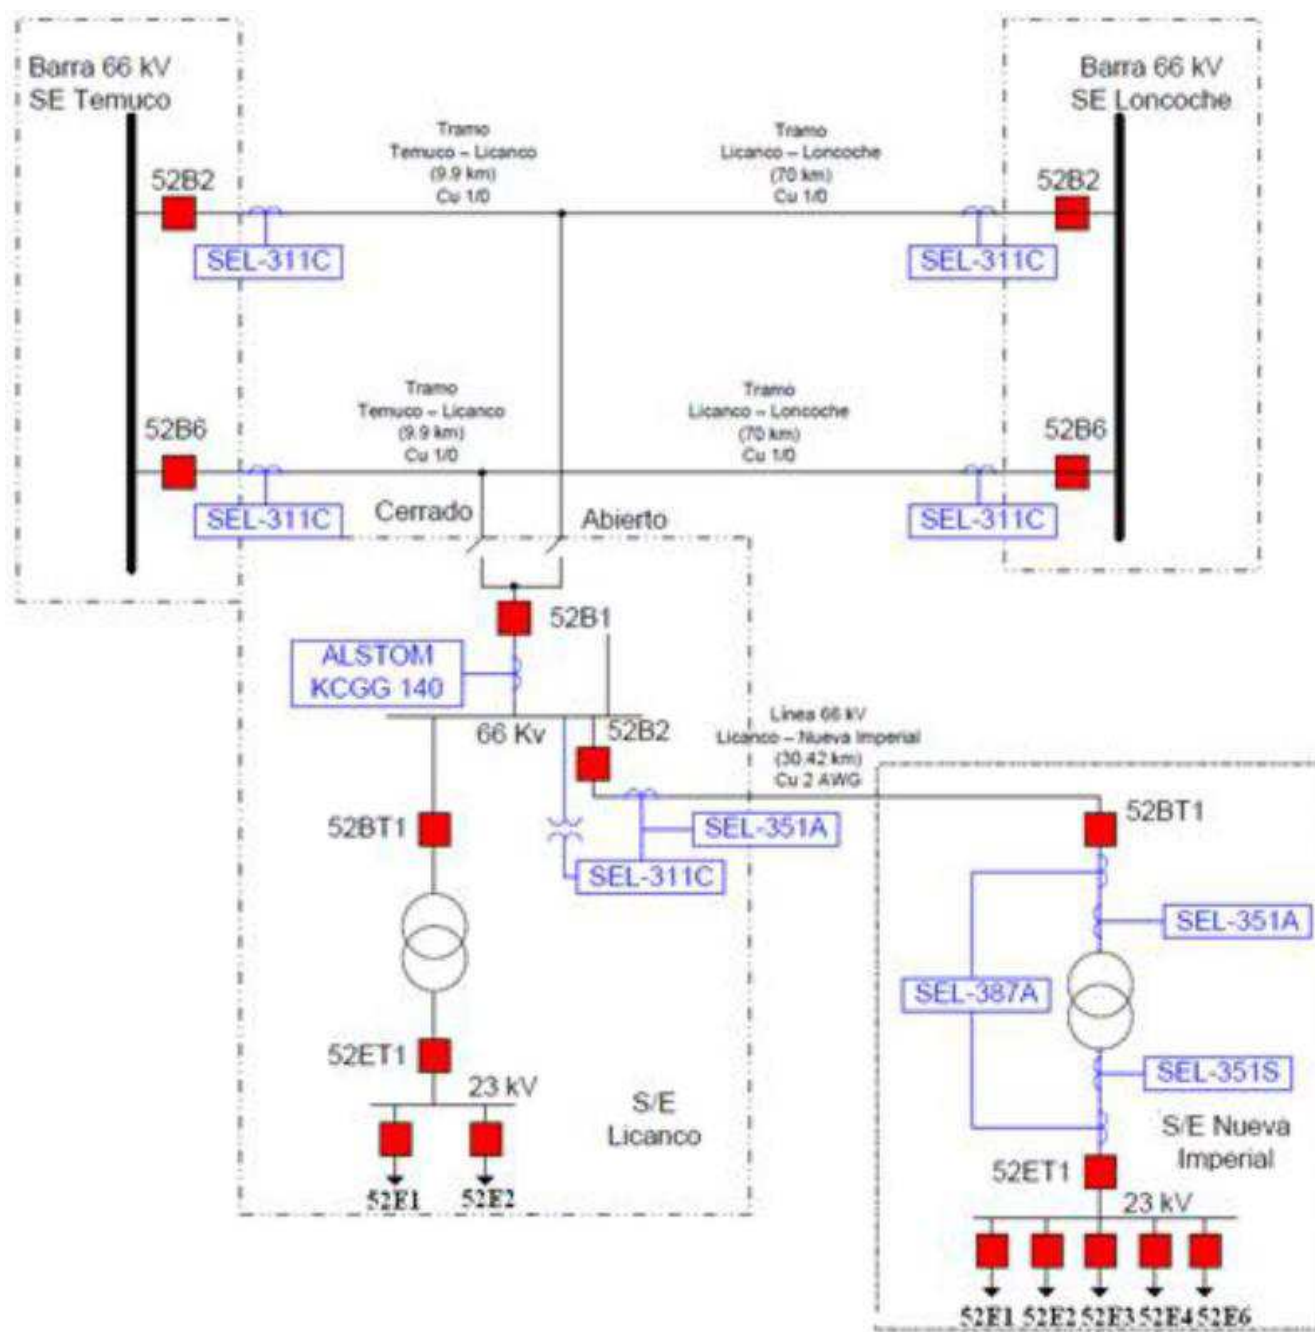 Barra 66 kV
SE Temuco
Barra 66 kV
SE Loncoche
Tramo
Temuco – Licanco
(9.9 km)
Cu 1/0
Tramo
Licanco – Loncoche
(70 km)
Cu 1/0
52B2
52B2
SEL-311C
SEL-311C
Tramo
Temuco – Licanco
(9.9 km)
Cu 1/0
Tramo
Licanco – Loncoche
(70 km)
Cu 1/0
52B6
52B6
SEL-311C
SEL-311C
Cerrado
Abierto
52B1
ALSTOM
KCGG 140
66 Kv
52B2
Línea 66 kV
Licanco – Nueva Imperial
(30.42 km)
Cu 2 AWG
52BT1
SEL-351A
SEL-311C
52BT1
SEL-351A
SEL-387A
SEL-351S
52ET1
23 kV
S/E
Licanco
52E1
52E2
S/E Nueva
Imperial
52ET1
23 kV
52E1
52E2
52E3
52E4
52E6